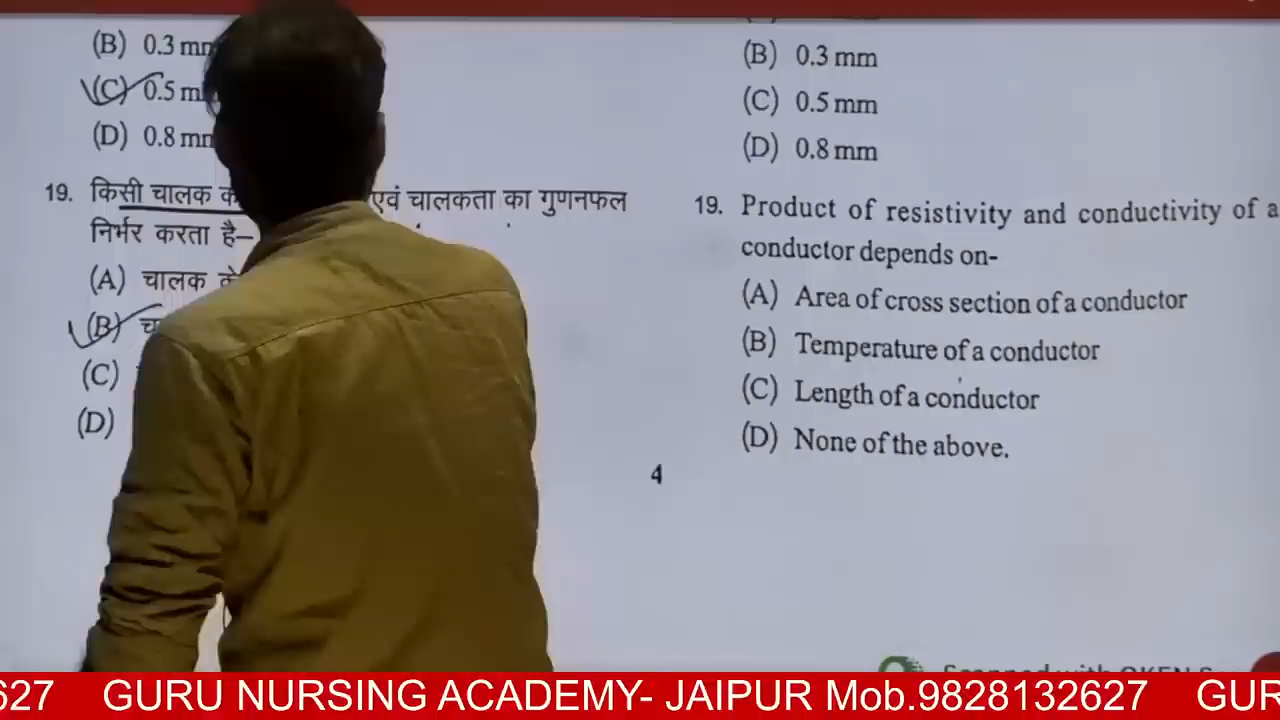 (B) 0.3 mm
(C) 0.5 m
(D) 0.8 mm
19. किसी चालक
एवं चालकता का गुणनफल
निर्भर करता है–
(A) चालक के
(B)
(C)
(D)
(B) 0.3 mm
(C) 0.5 mm
(D) 0.8 mm
19. Product of resistivity and conductivity of a
conductor depends on-
(A) Area of cross section of a conductor
(B) Temperature of a conductor
(C) Length of a conductor
(D) None of the above.
4
627 GURU NURSING ACADEMY- JAIPUR Mob.9828132627 GUR